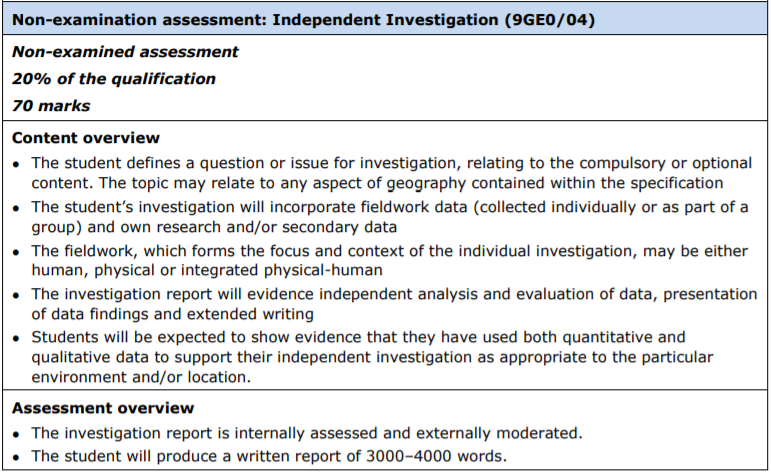 Non-examination assessment: Independent Investigation (9GE0/04)
Non-examined assessment
20% of the qualification
70 marks
Content overview
• The student defines a question or issue for investigation, relating to the compulsory or optional
content. The topic may relate to any aspect of geography contained within the specification
• The student's investigation will incorporate fieldwork data (collected individually or as part of a
group) and own research and/or secondary data
• The fieldwork, which forms the focus and context of the individual investigation, may be either
human, physical or integrated physical-human
• The investigation report will evidence independent analysis and evaluation of data, presentation
of data findings and extended writing
• Students will be expected to show evidence that they have used both quantitative and
qualitative data to support their independent investigation as appropriate to the particular
environment and/or location.
Assessment overview
• The investigation report is internally assessed and externally moderated.
• The student will produce a written report of 3000–4000 words.